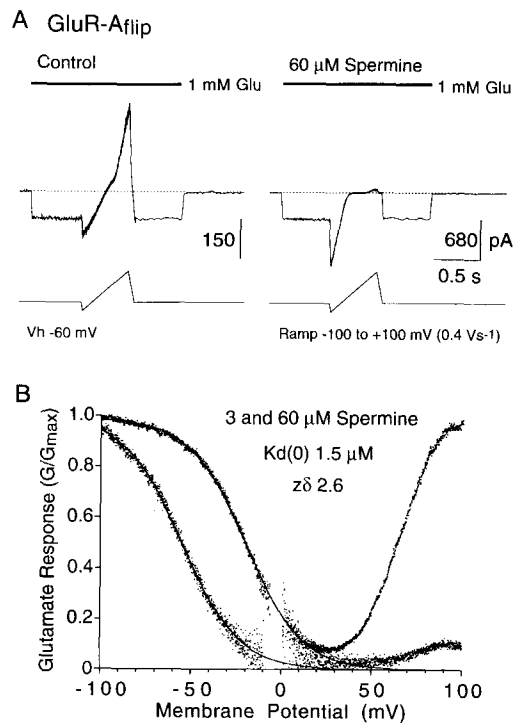 A GluR-Aflip
Control
1 mM Glu
60 μM Spermine
1 mM Glu
150
680 pA
0.5 s
Vh -60 mV
Ramp -100 to +100 mV (0.4 Vs-1)
B
3 and 60 μM Spermine
Kd(0) 1.5 μM
zδ 2.6
Glutamate Response (G/Gmax)
1.0
0.8
0.6
0.4
0.2
0
-100 -50 0 50 100
Membrane Potential (mV)